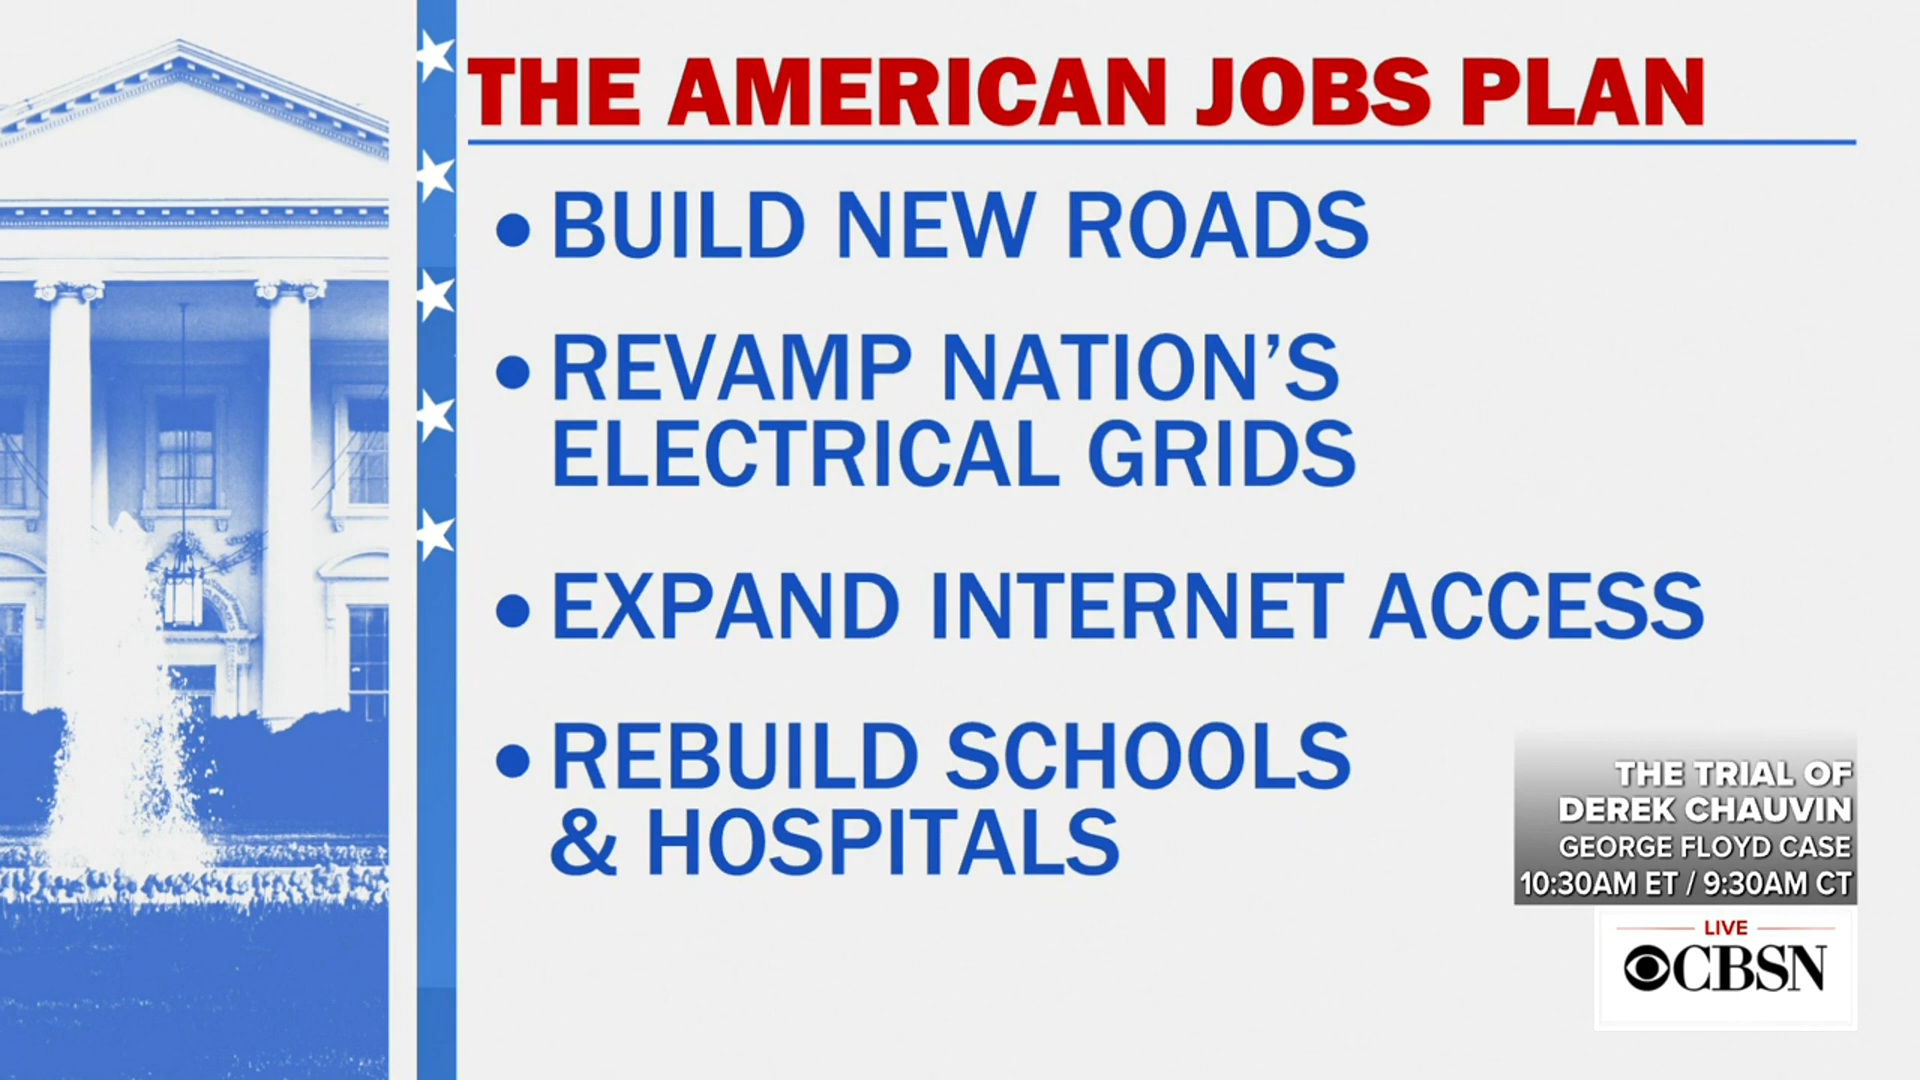 THE AMERICAN JOBS PLAN
• BUILD NEW ROADS
• REVAMP NATION’S
ELECTRICAL GRIDS
• EXPAND INTERNET ACCESS
• REBUILD SCHOOLS
& HOSPITALS
THE TRIAL OF
DEREK CHAUVIN
GEORGE FLOYD CASE
10:30AM ET / 9:30AM CT
LIVE
CBSN